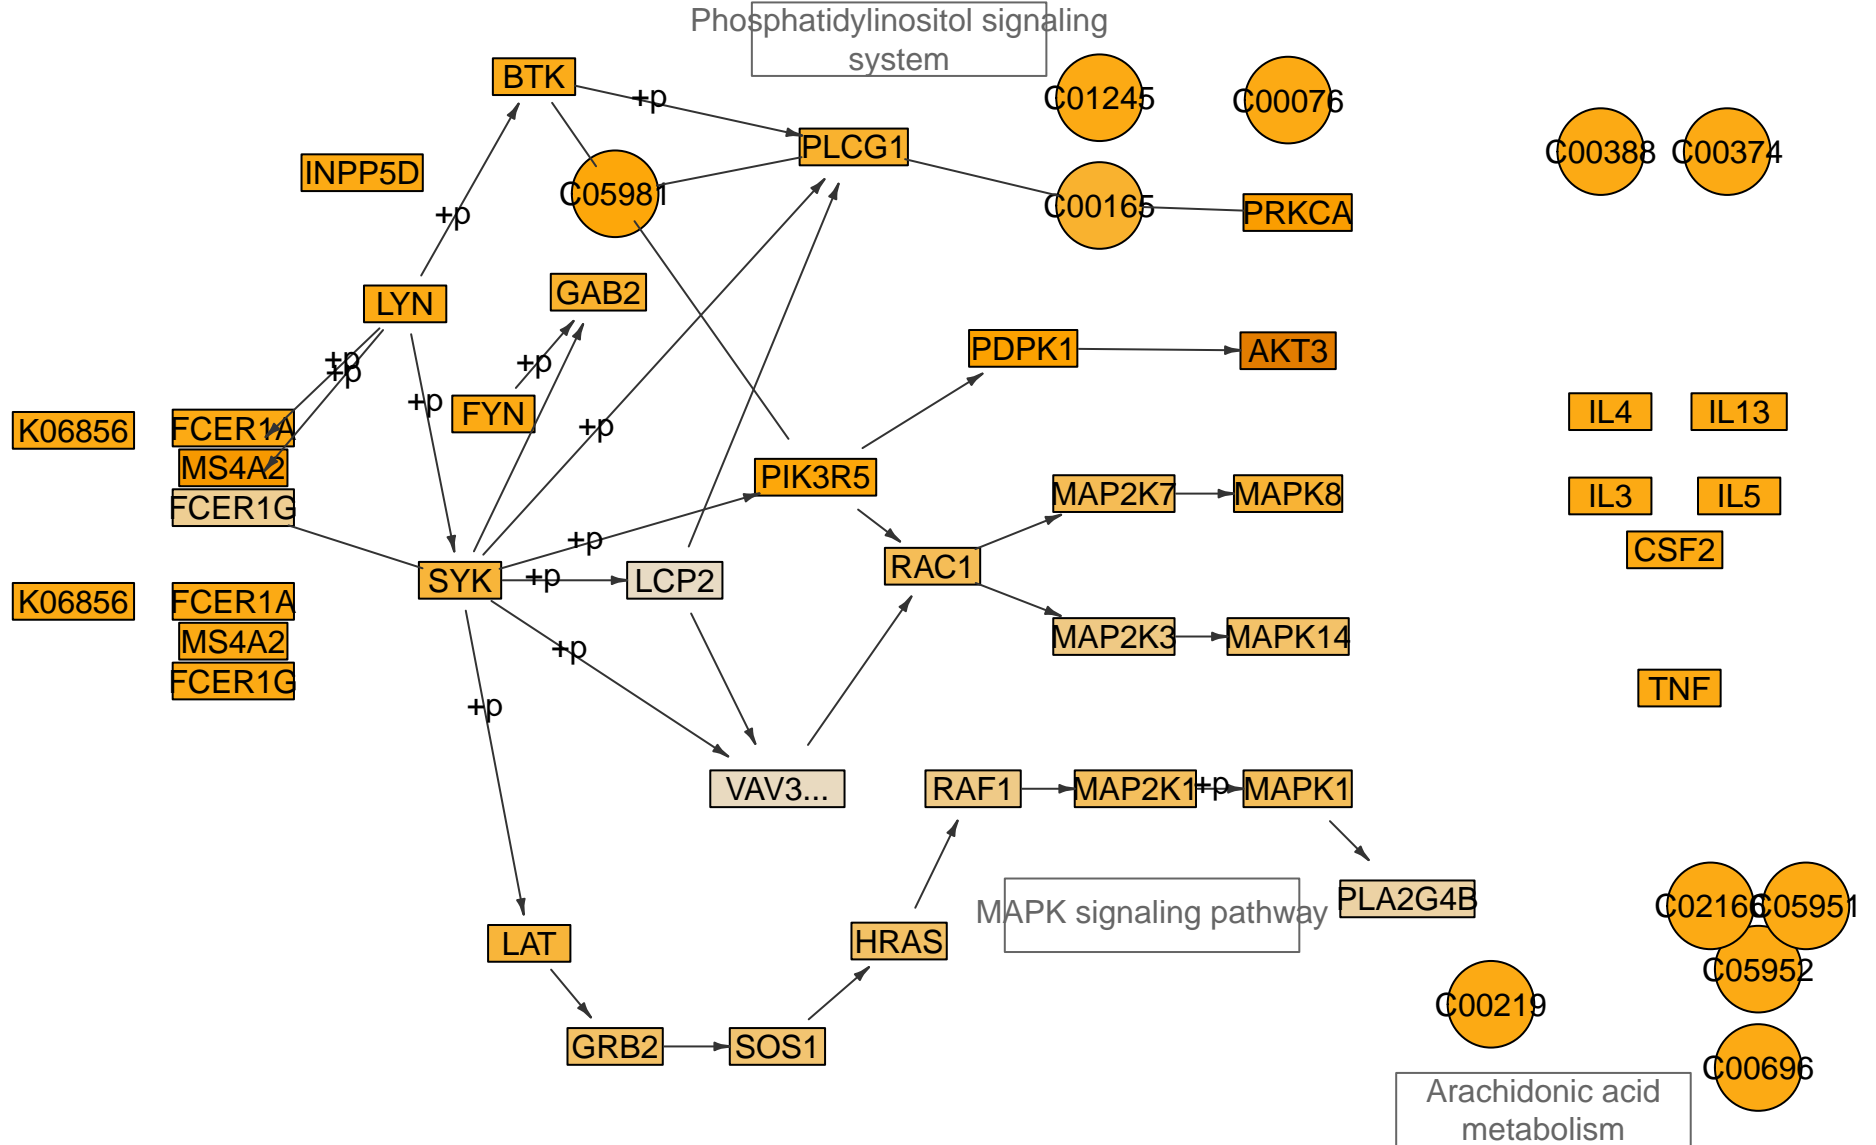 Phosphatidylinositol signaling
system
BTK
+p
C01245
C00076
PLCG1
C00388
C00374
INPP5D
C05981
C00165
PRKCA
+p
LYN
GAB2
+p
+p
+p
PDPK1
AKT3
+p
FYN
+p
K06856
FCER1A
MS4A2
FCER1G
IL4
IL13
PIK3R5
MAP2K7
MAPK8
IL3
IL5
CSF2
+p
SYK
+p
LCP2
RAC1
K06856
FCER1A
MS4A2
FCER1G
+p
MAP2K3
MAPK14
TNF
+p
VAV3...
RAF1
MAP2K1
+p
MAPK1
MAPK signaling pathway
PLA2G4B
C02166
C05951
C05952
LAT
HRAS
C00219
GRB2
SOS1
C00696
Arachidonic acid
metabolism